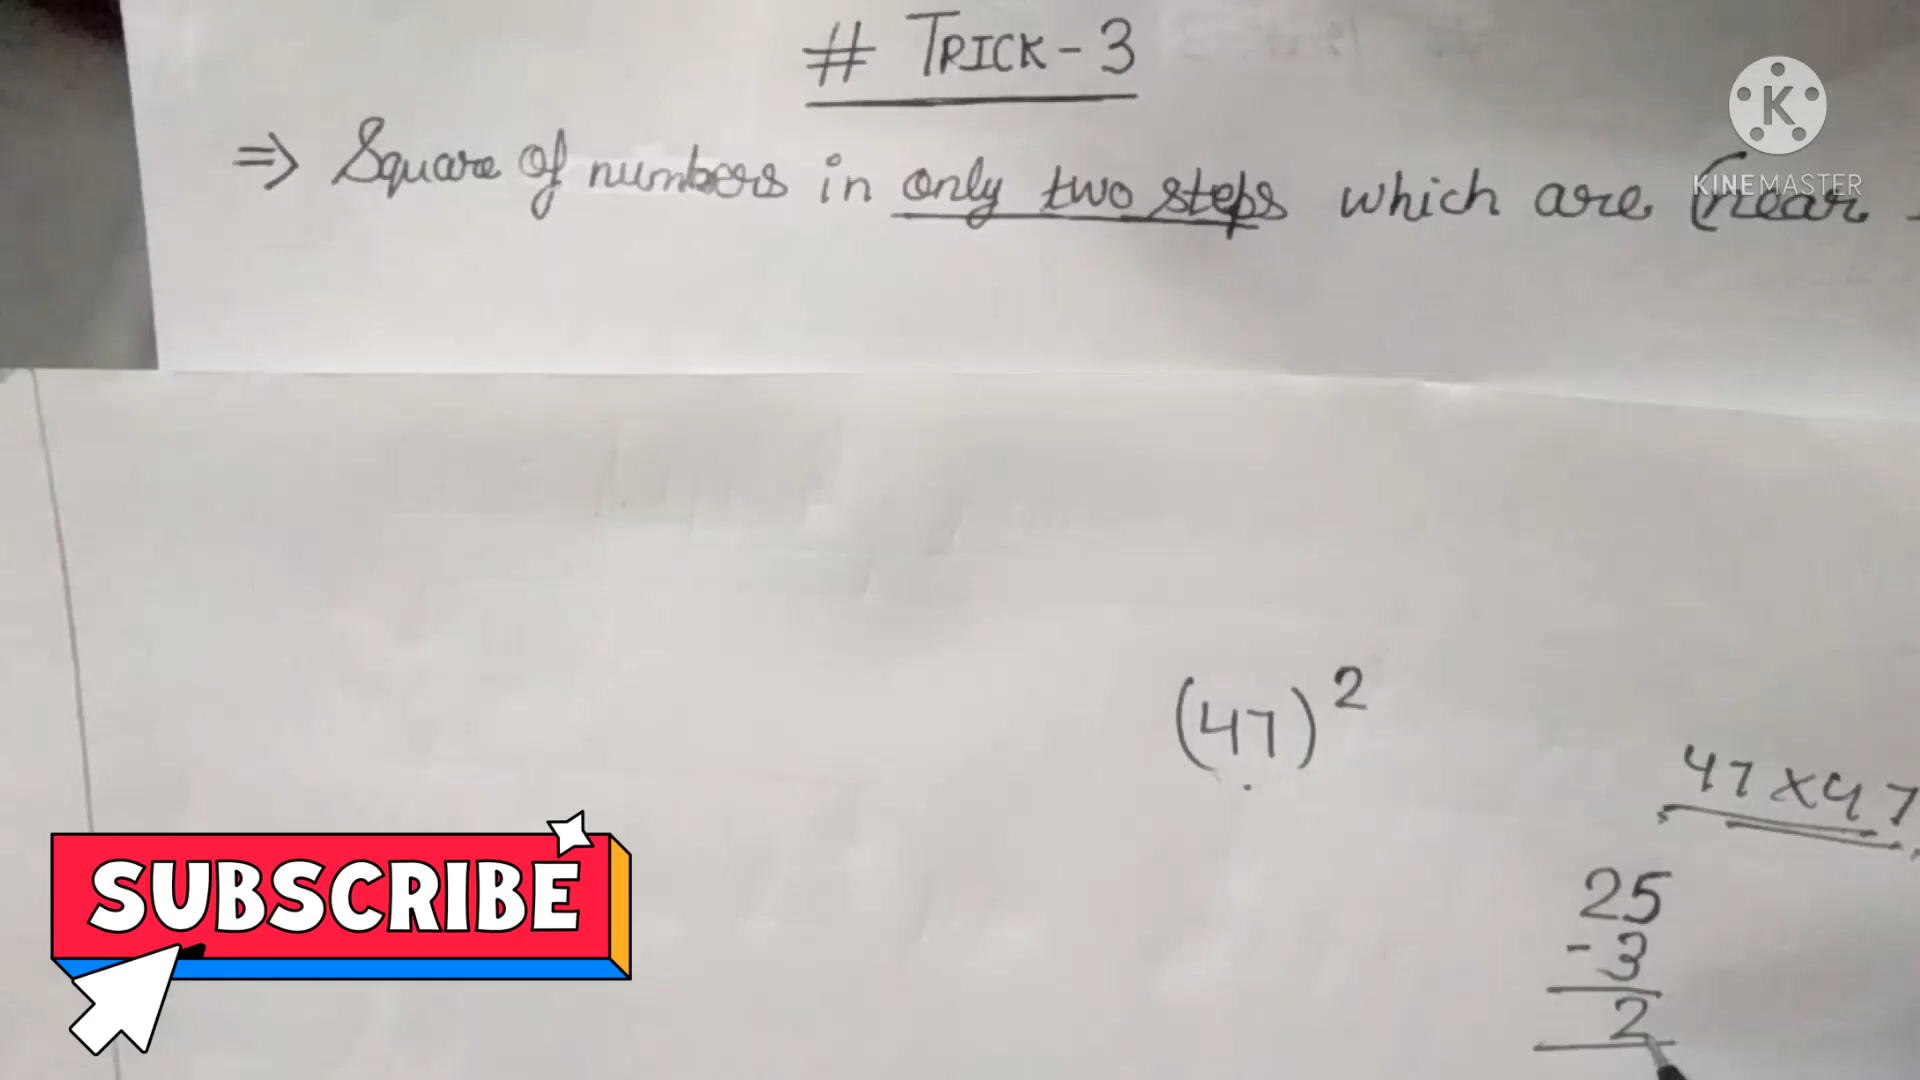 # TRICK-3
K
KINEMASTER
=> Square of numbers in only two steps which are (near
(47)²
47×47
25
-3
2
SUBSCRIBE